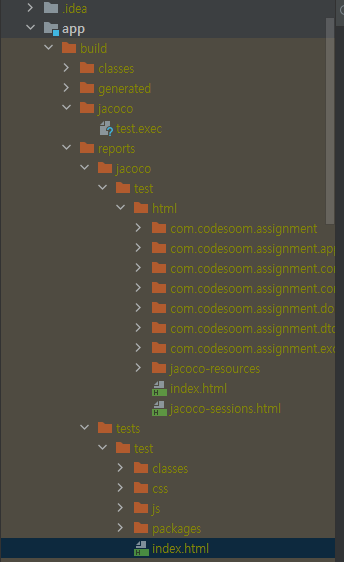 .idea
app
build
classes
generated
jacoco
test.exec
reports
jacoco
test
html
com.codesoom.assignment
com.codesoom.assignment.app
com.codesoom.assignment.con
com.codesoom.assignment.con
com.codesoom.assignment.do
com.codesoom.assignment.dto
com.codesoom.assignment.exc
jacoco-resources
index.html
jacoco-sessions.html
tests
test
classes
css
js
packages
index.html